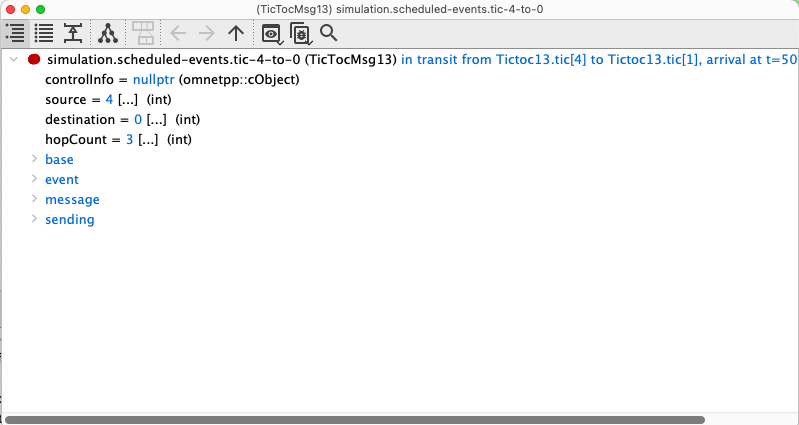 (TicTocMsg13) simulation.scheduled-events.tic-4-to-0
simulation.scheduled-events.tic-4-to-0 (TicTocMsg13) in transit from Tictoc13.tic[4] to Tictoc13.tic[1], arrival at t=50
controlInfo = nullptr (omnetpp::cObject)
source = 4 [...] (int)
destination = 0 [...] (int)
hopCount = 3 [...] (int)
base
event
message
sending